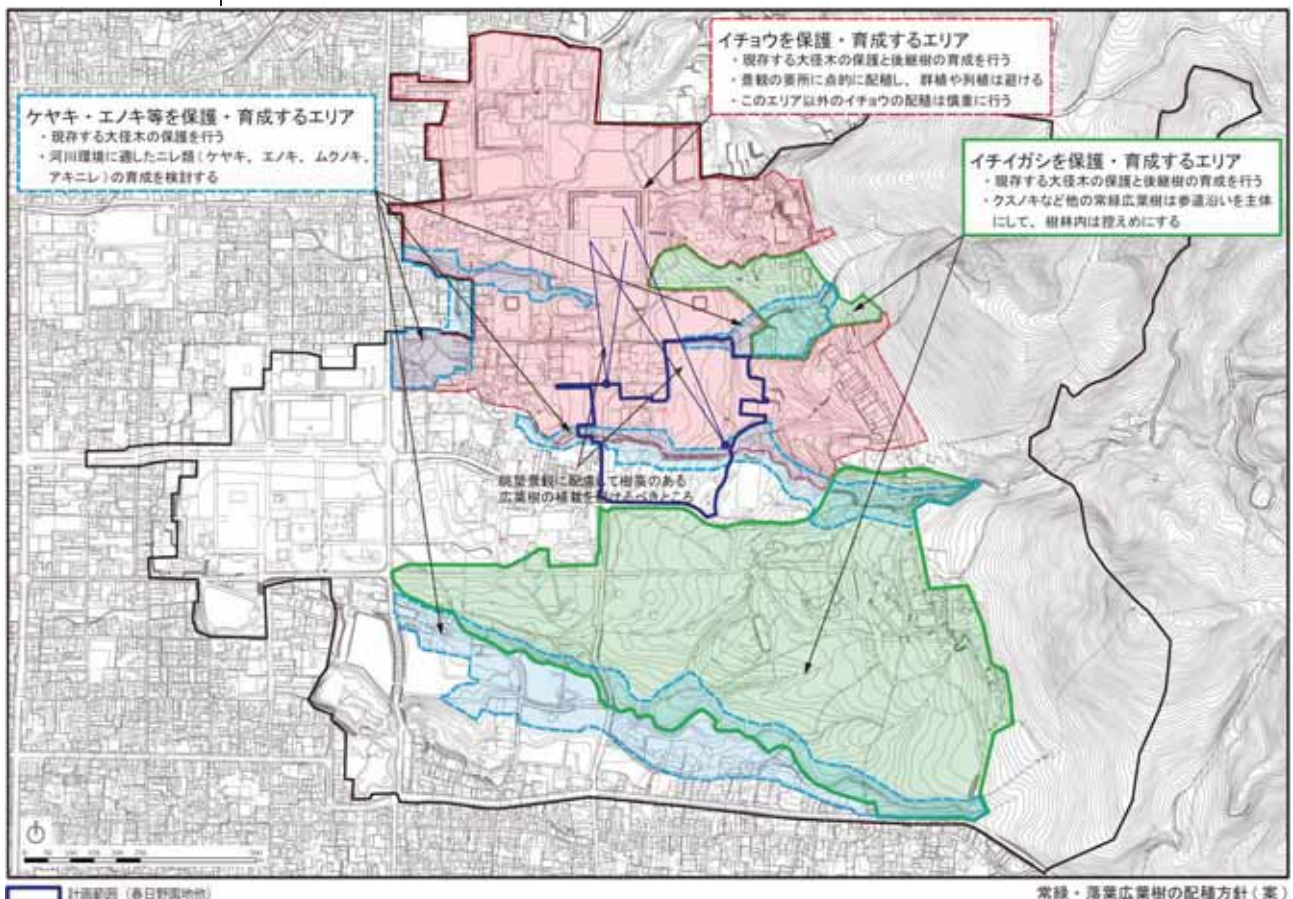 イチョウを保護・育成するエリア
・現存する大径木の保護と後継樹の育成を行う
・景観の要所に点的に配植し、群植や列植は避ける
・このエリア以外のイチョウの配植は慎重に行う
ケヤキ・エノキ等を保護・育成するエリア
・現存する大径木の保護を行う
・河川環境に適したニレ類(ケヤキ、エノキ、ムクノキ、
アキニレ)の育成を検討する
イチイガシを保護・育成するエリア
・現存する大径木の保護と後継樹の育成を行う
・クスノキなど他の常緑広葉樹は参道沿いを主体
にして、樹林内は控えめにする
眺望景観に配慮して樹高のある
広葉樹の植栽を避けるべきところ
計画範囲(春日野園地他)
常緑・落葉広葉樹の配植方針(案)